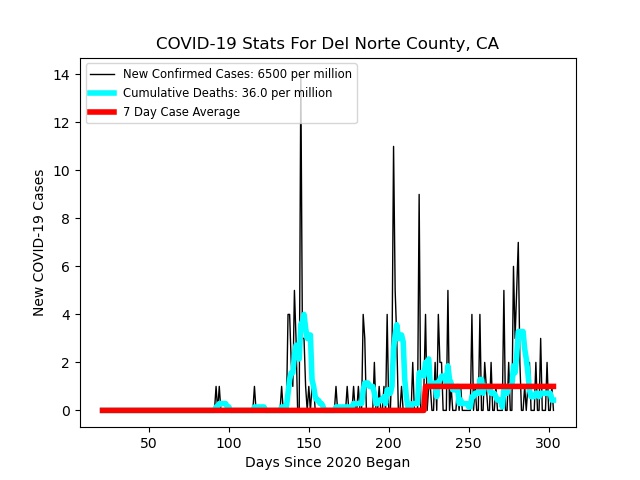 COVID-19 Stats For Del Norte County, CA
New Confirmed Cases: 6500 per million
Cumulative Deaths: 36.0 per million
7 Day Case Average
14
12
10
8
6
4
2
0
New COVID-19 Cases
50 100 150 200 250 300
Days Since 2020 Began